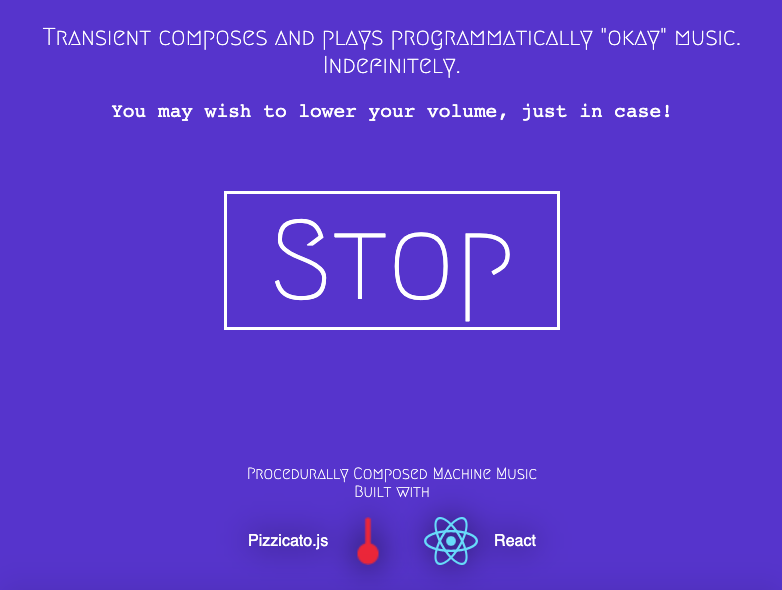 Transient composes and plays programmatically "okay" music.
Indefinitely.
You may wish to lower your volume, just in case!
Stop
Procedurally Composed Machine Music
Built with
Pizzicato.js React